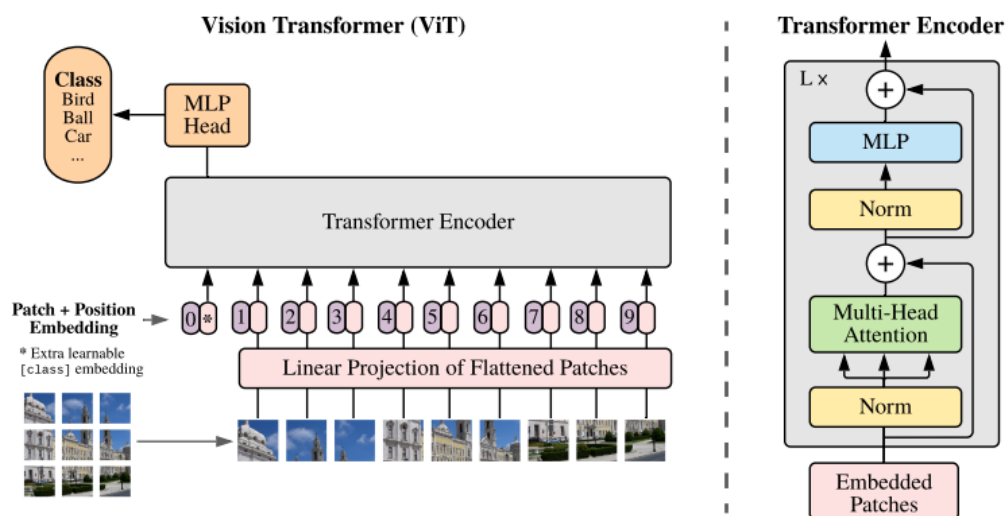 Vision Transformer (ViT)
Class
Bird
Ball
Car
...
MLP
Head
Transformer Encoder
Patch + Position
Embedding
0 * 1 2 3 4 5 6 7 8 9
* Extra learnable
[class] embedding
Linear Projection of Flattened Patches
Transformer Encoder
L ×
+
MLP
Norm
+
Multi-Head
Attention
Norm
Embedded
Patches